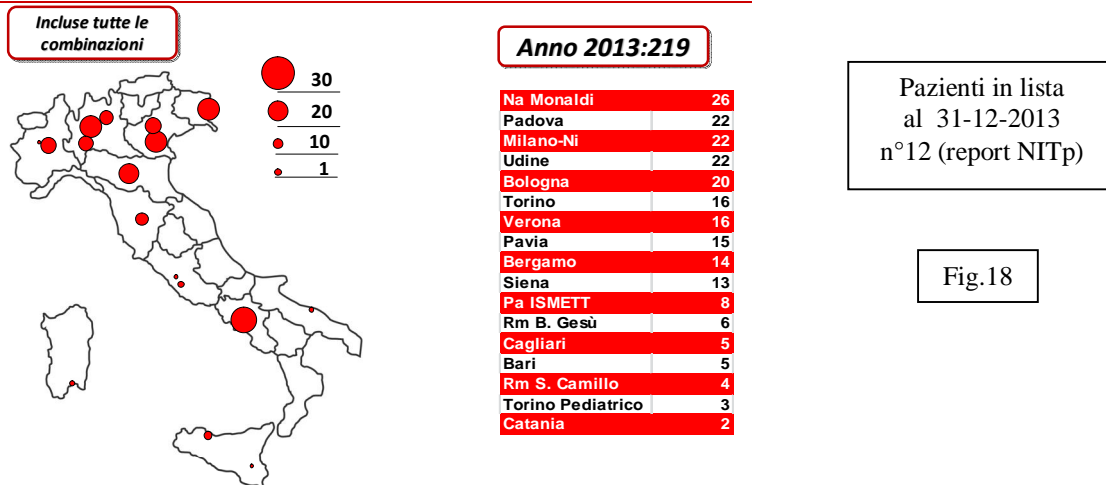 Incluse tutte le
combinazioni
30
20
10
1
Anno 2013:219
Na Monaldi 26
Padova 22
Milano-Ni 22
Udine 22
Bologna 20
Torino 16
Verona 16
Pavia 15
Bergamo 14
Siena 13
Pa ISMETT 8
Rm B. Gesù 6
Cagliari 5
Bari 5
Rm S. Camillo 4
Torino Pediatrico 3
Catania 2
Pazienti in lista
al 31-12-2013
n°12 (report NITp)
Fig.18